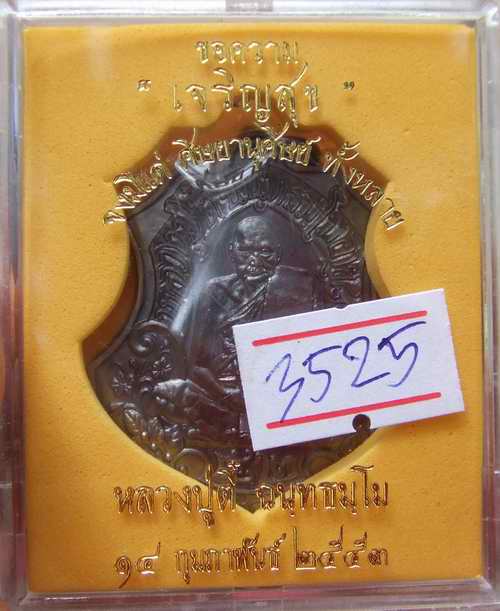 ขอความ
" เจริญสุข "
จงมีแด่ ศิษยานุศิษย์ ทั้งหลาย
3525
หลวงปู่ตี๋ ฉนฺทธมฺโม
๑๔ กุมภาพันธ์ ๒๕๕๓